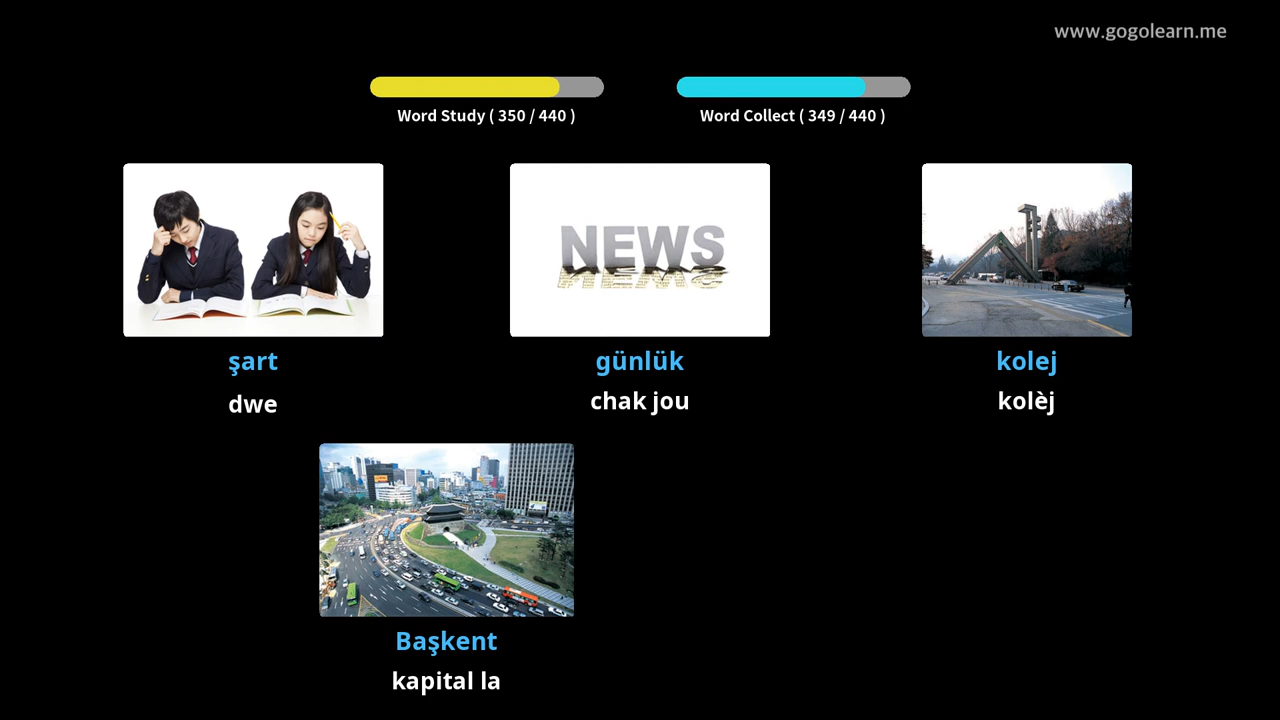 www.gogolearn.me
Word Study ( 350 / 440 )
Word Collect ( 349 / 440 )
NEWS
şart
dwe
günlük
chak jou
kolej
kolèj
Başkent
kapital la